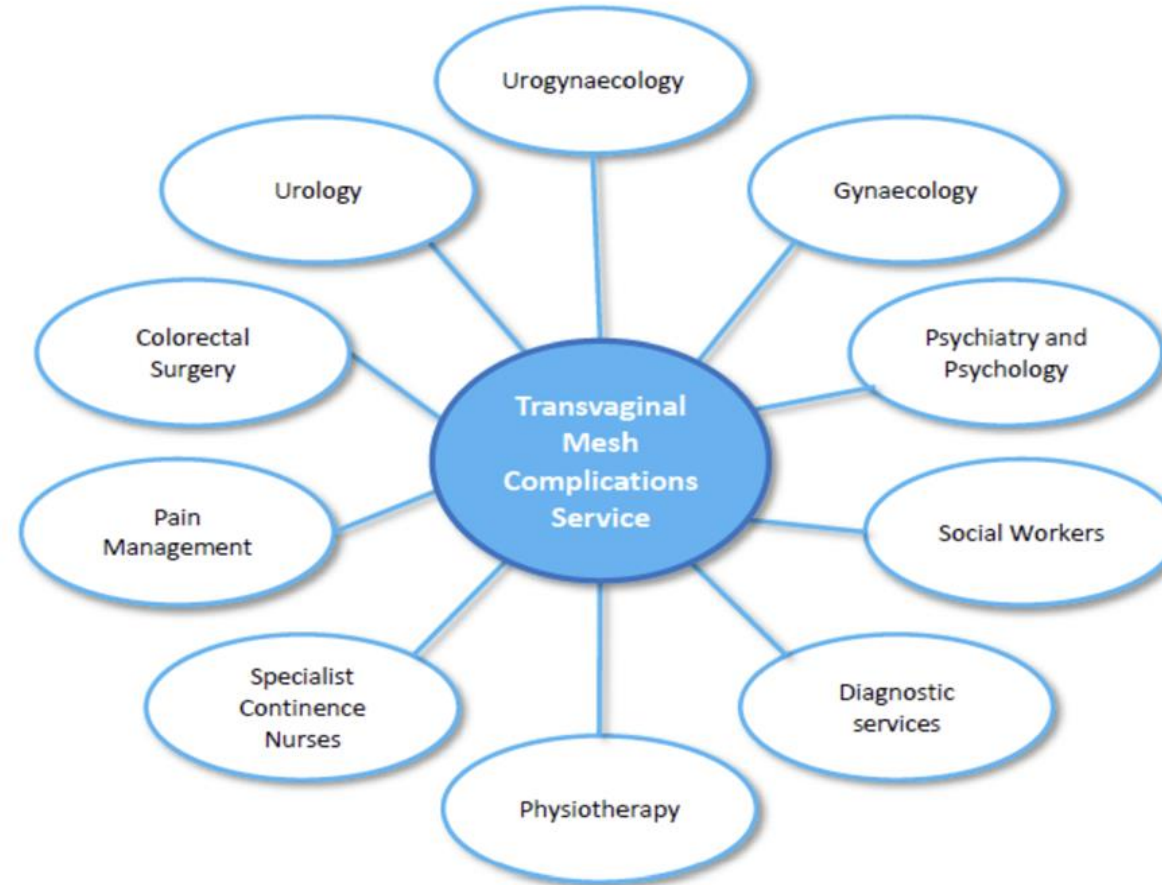 Urogynaecology
Urology
Gynaecology
Colorectal
Surgery
Psychiatry and
Psychology
Transvaginal
Mesh
Complications
Service
Pain
Management
Social Workers
Specialist
Continence
Nurses
Diagnostic
services
Physiotherapy